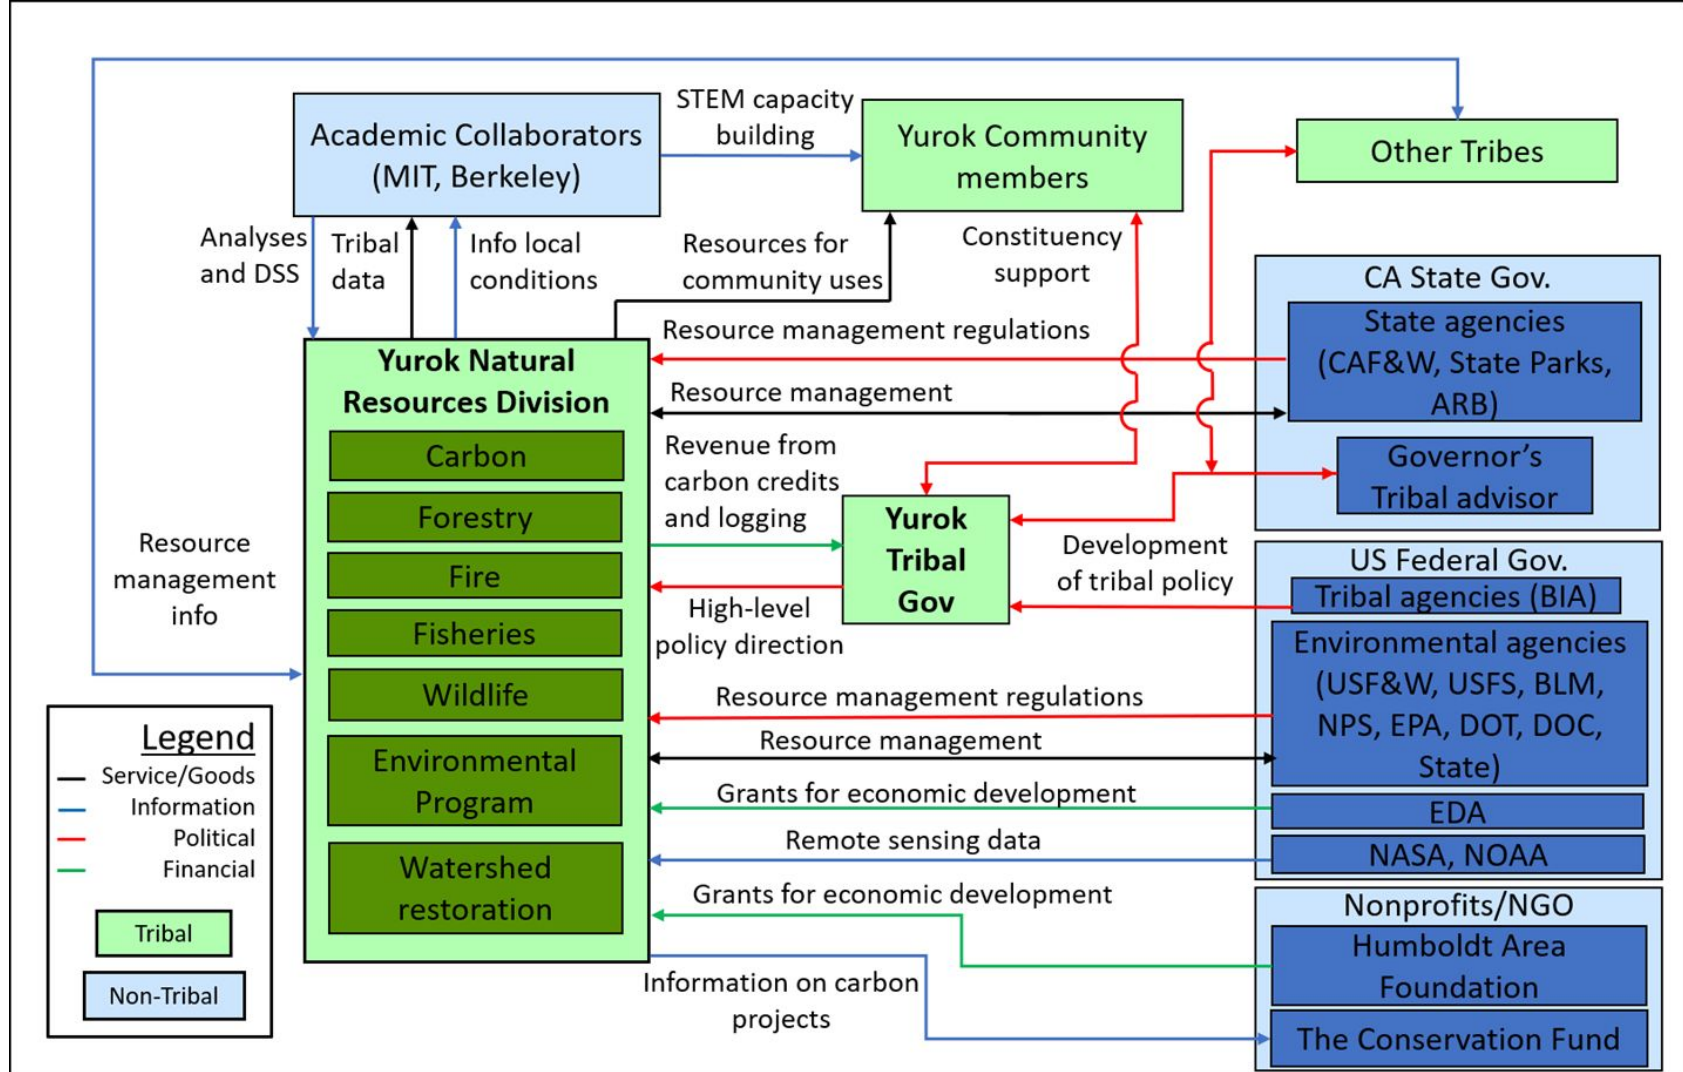 STEM capacity
building
Academic Collaborators
(MIT, Berkeley)
Yurok Community
members
Other Tribes
Analyses
and DSS
Tribal
data
Info local
conditions
Resources for
community uses
Constituency
support
CA State Gov.
State agencies
(CAF&W, State Parks,
ARB)
Governor's
Tribal advisor
Yurok Natural
Resources Division
Carbon
Forestry
Fire
Fisheries
Wildlife
Environmental
Program
Watershed
restoration
Resource management regulations
Resource management
Revenue from
carbon credits
and logging
Yurok
Tribal
Gov
High-level
policy direction
Development
of tribal policy
US Federal Gov.
Tribal agencies (BIA)
Environmental agencies
(USF&W, USFS, BLM,
NPS, EPA, DOT, DOC,
State)
EDA
NASA, NOAA
Resource
management
info
Resource management regulations
Resource management
Grants for economic development
Remote sensing data
Grants for economic development
Information on carbon
projects
Nonprofits/NGO
Humboldt Area
Foundation
The Conservation Fund
Legend
Service/Goods
Information
Political
Financial
Tribal
Non-Tribal